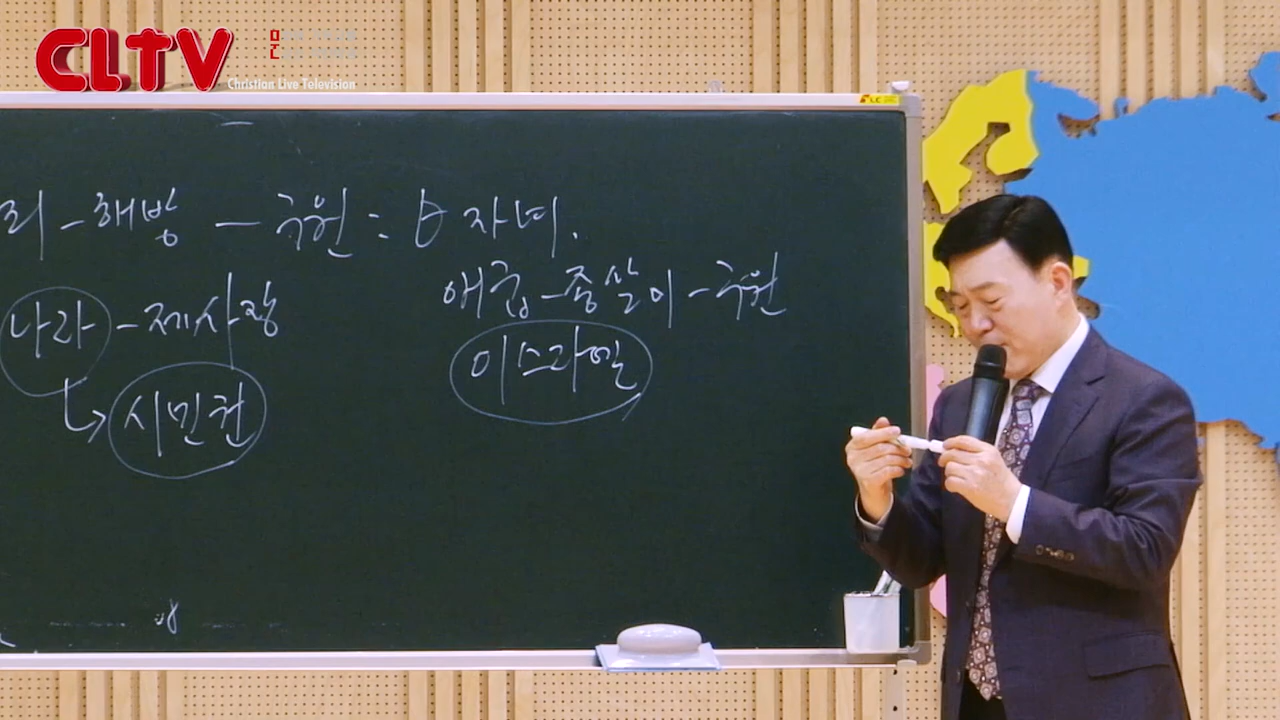 CLTV
Christian Live Television
LC
리 - 해방 - 구원 : θ 자녀.
애굽 - 종살이 - 구원
나라 - 제사장
이스라엘
시민권